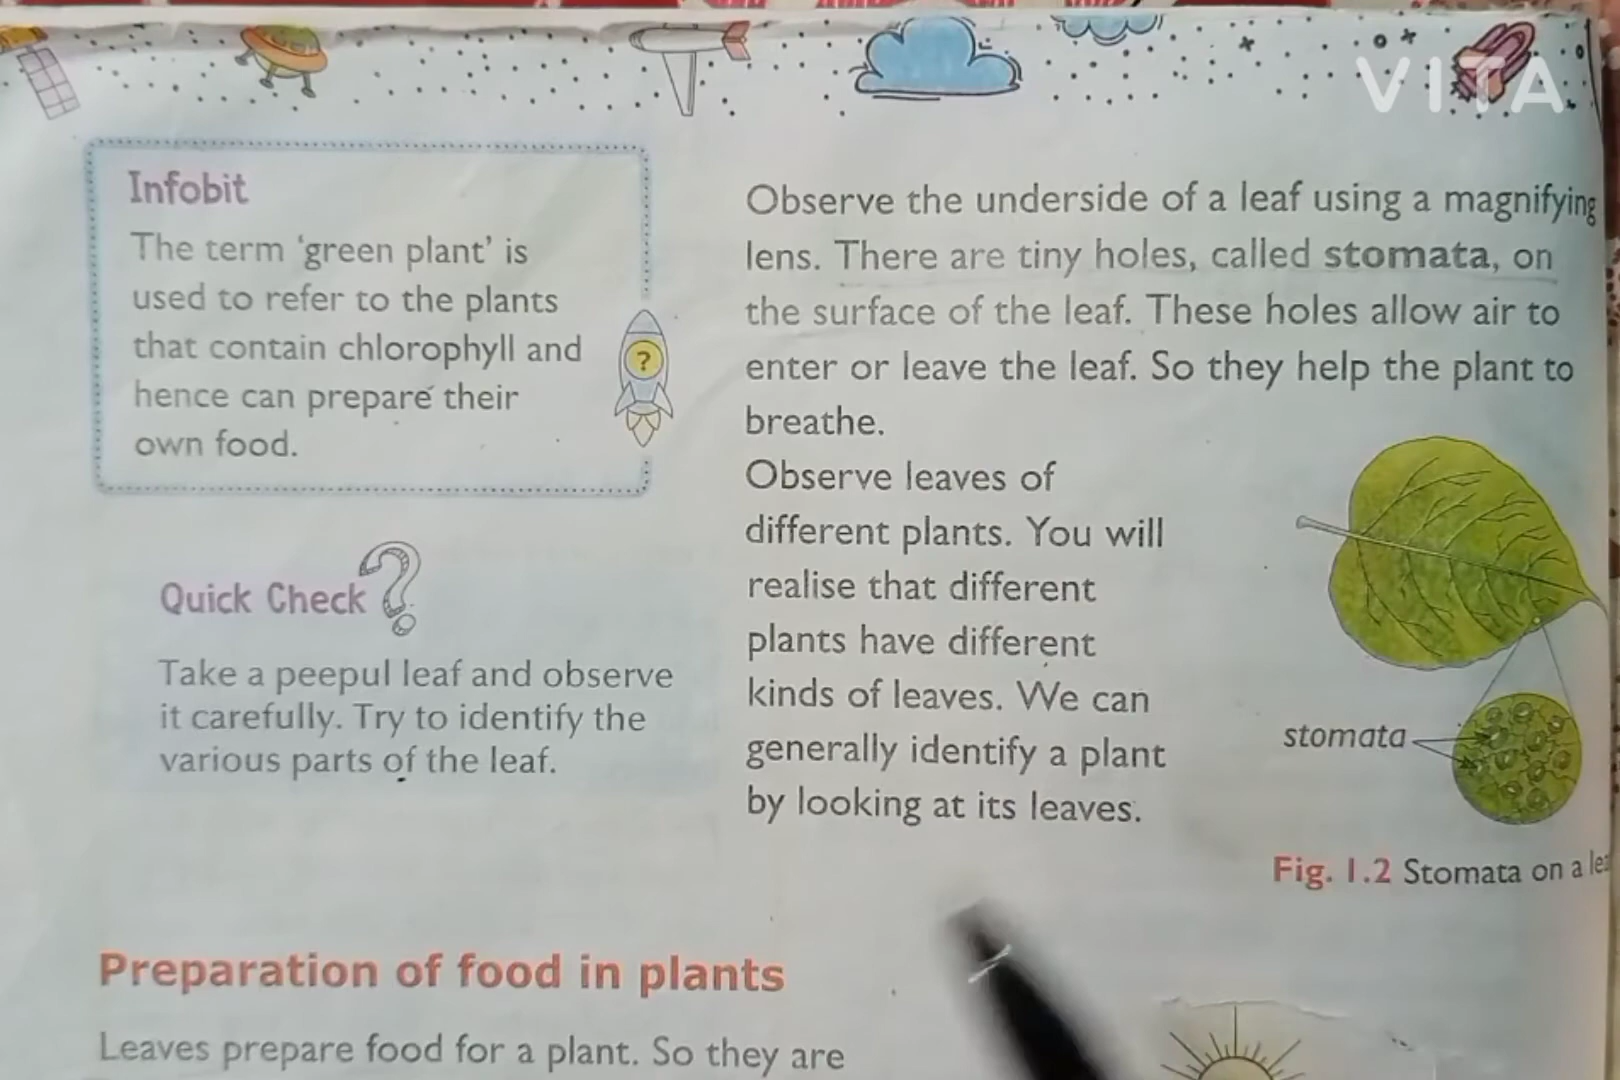 VITA
Infobit
The term ‘green plant’ is
used to refer to the plants
that contain chlorophyll and
hence can prepare their
own food.
?
Quick Check ?
Take a peepul leaf and observe
it carefully. Try to identify the
various parts of the leaf.
Observe the underside of a leaf using a magnifying
lens. There are tiny holes, called stomata, on
the surface of the leaf. These holes allow air to
enter or leave the leaf. So they help the plant to
breathe.
Observe leaves of
different plants. You will
realise that different
plants have different
kinds of leaves. We can
generally identify a plant
by looking at its leaves.
stomata
Fig. 1.2 Stomata on a lea
Preparation of food in plants
Leaves prepare food for a plant. So they are